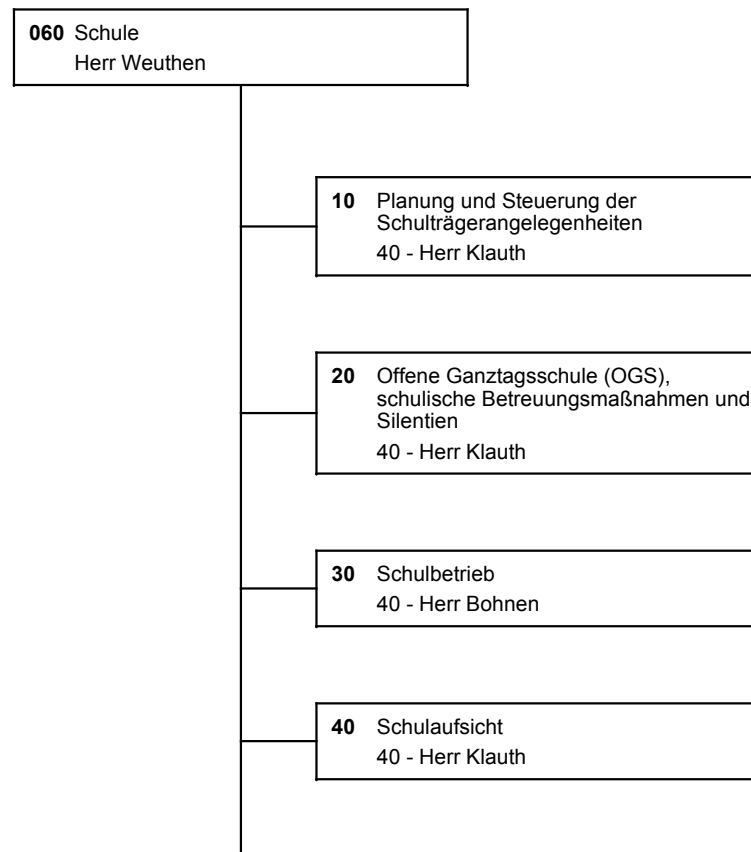 060 Schule
Herr Weuthen
10 Planung und Steuerung der
Schulträgerangelegenheiten
40 - Herr Klauth
20 Offene Ganztagsschule (OGS),
schulische Betreuungsmaßnahmen und
Silentien
40 - Herr Klauth
30 Schulbetrieb
40 - Herr Bohnen
40 Schulaufsicht
40 - Herr Klauth